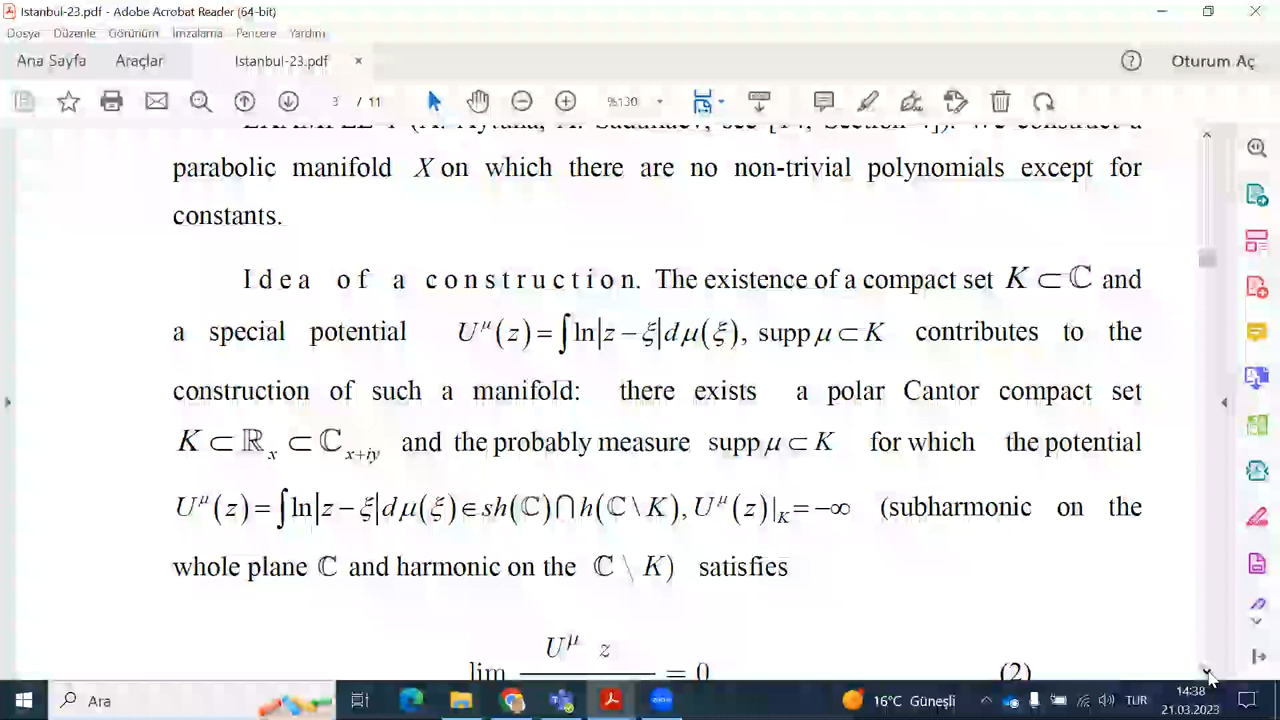 Istanbul-23.pdf - Adobe Acrobat Reader (64-bit)
Dosya Düzenle Görünüm İmzalama Pencere Yardım
Ana Sayfa Araçlar Istanbul-23.pdf × ? Oturum Aç
3 / 11 %130
EXAMPLE
parabolic manifold X on which there are no non-trivial polynomials except for
constants.
Idea of a construction. The existence of a compact set K ⊂ ℂ and
a special potential U^μ(z) = ∫ ln|z − ξ| dμ(ξ), supp μ ⊂ K contributes to the
construction of such a manifold: there exists a polar Cantor compact set
K ⊂ ℝ_x ⊂ ℂ_{x+iy} and the probably measure supp μ ⊂ K for which the potential
U^μ(z) = ∫ ln|z − ξ| dμ(ξ) ∈ sh(ℂ) ⋂ h(ℂ \ K), U^μ(z)|_K = −∞ (subharmonic on the
whole plane ℂ and harmonic on the ℂ \ K) satisfies
U^μ z
lim = 0 (2)
Ara 16°C Güneşli TUR 14:38
21.03.2023